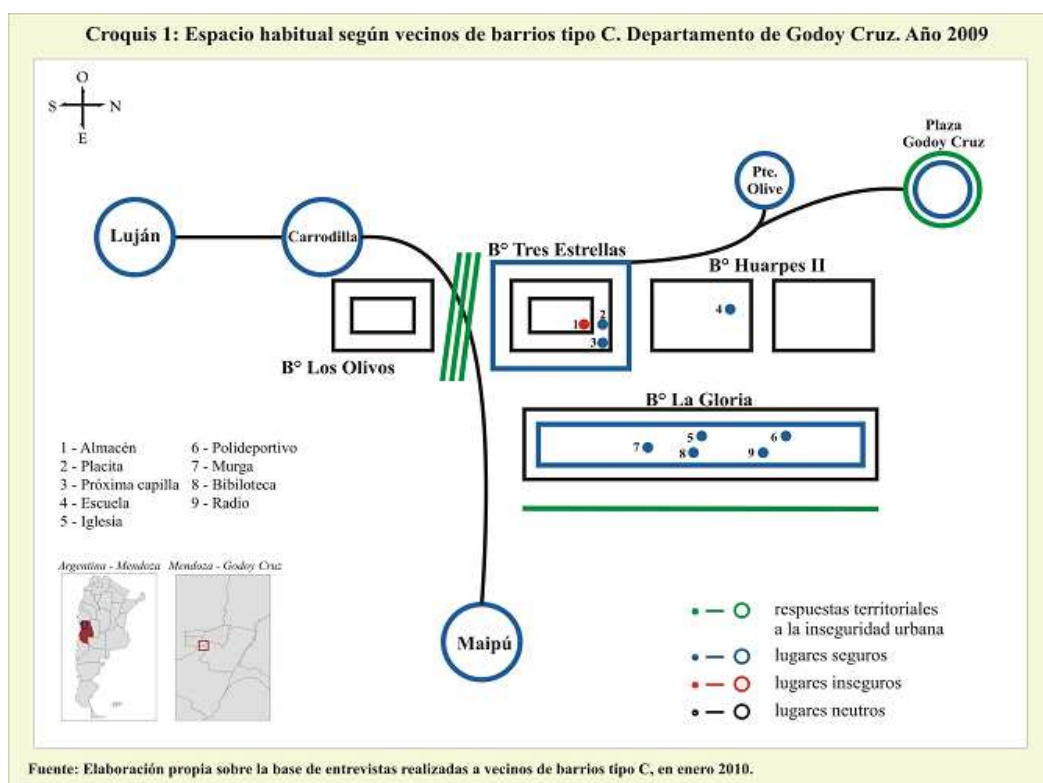 Croquis 1: Espacio habitual según vecinos de barrios tipo C. Departamento de Godoy Cruz. Año 2009
O
S N
E
Plaza
Godoy Cruz
Pte.
Olive
Luján
Carrodilla
B° Tres Estrellas
B° Huarpes II
1
2
3
4
B° Los Olivos
B° La Gloria
5
6
7
8
9
1 - Almacén
2 - Placita
3 - Próxima capilla
4 - Escuela
5 - Iglesia
6 - Polideportivo
7 - Murga
8 - Bibiloteca
9 - Radio
Argentina - Mendoza
Mendoza - Godoy Cruz
Maipú
respuestas territoriales
a la inseguridad urbana
lugares seguros
lugares inseguros
lugares neutros
Fuente: Elaboración propia sobre la base de entrevistas realizadas a vecinos de barrios tipo C, en enero 2010.